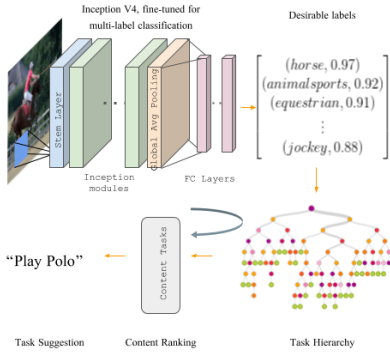 Inception V4, fine-tuned for
multi-label classification
Desirable labels
Stem Layer
Global Avg Pooling
Inception
modules
FC Layers
(horse, 0.97)
(animalsports, 0.92)
(equestrian, 0.91)
⋮
(jockey, 0.88)
"Play Polo"
Content Tasks
Task Suggestion
Content Ranking
Task Hierarchy